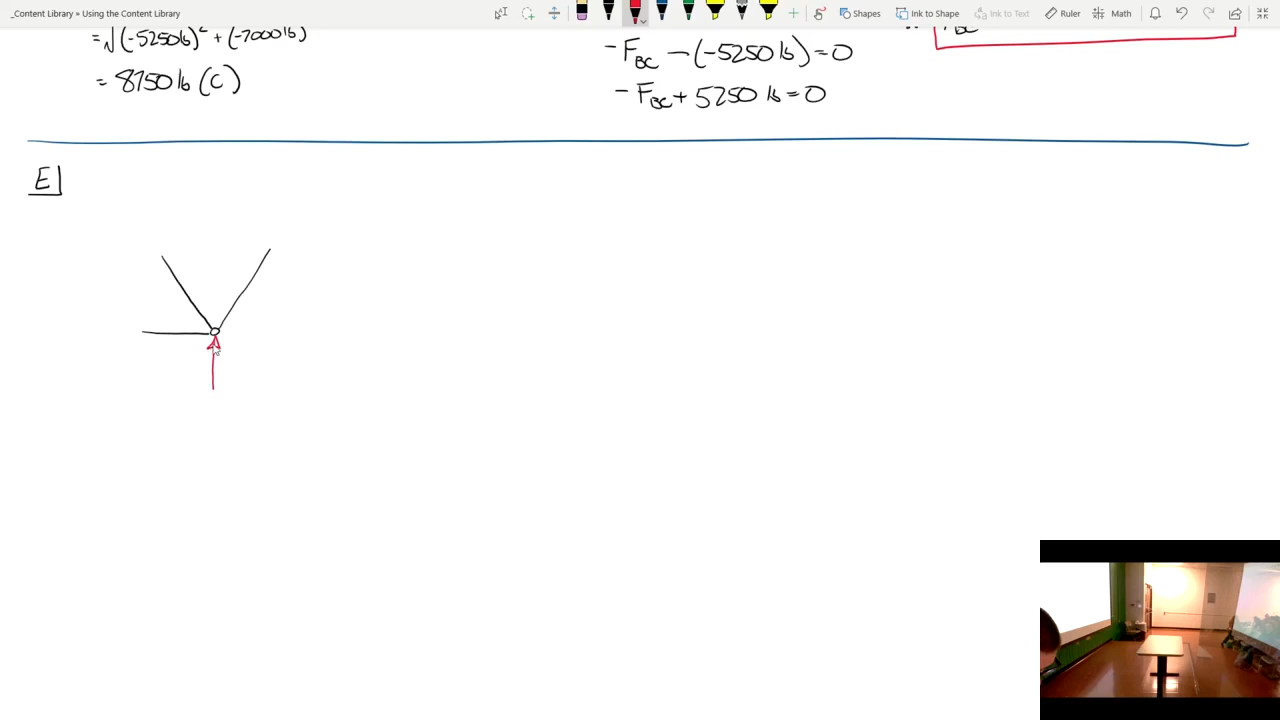 _Content Library » Using the Content Library
Shapes
Ink to Shape
Ink to Text
Ruler
Math
=√(-5250lb)² + (-7000lb)
= 8750 lb (C)
-F_BC - (-5250 lb) = 0
-F_BC + 5250 lb = 0
E